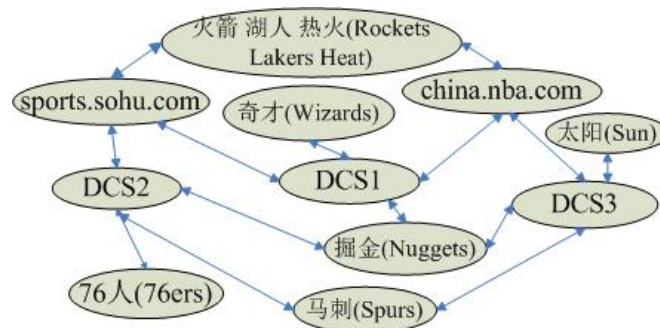 火箭 湖人 热火(Rockets
Lakers Heat)
sports.sohu.com
china.nba.com
奇才(Wizards)
太阳(Sun)
DCS2
DCS1
DCS3
掘金(Nuggets)
76人(76ers)
马刺(Spurs)